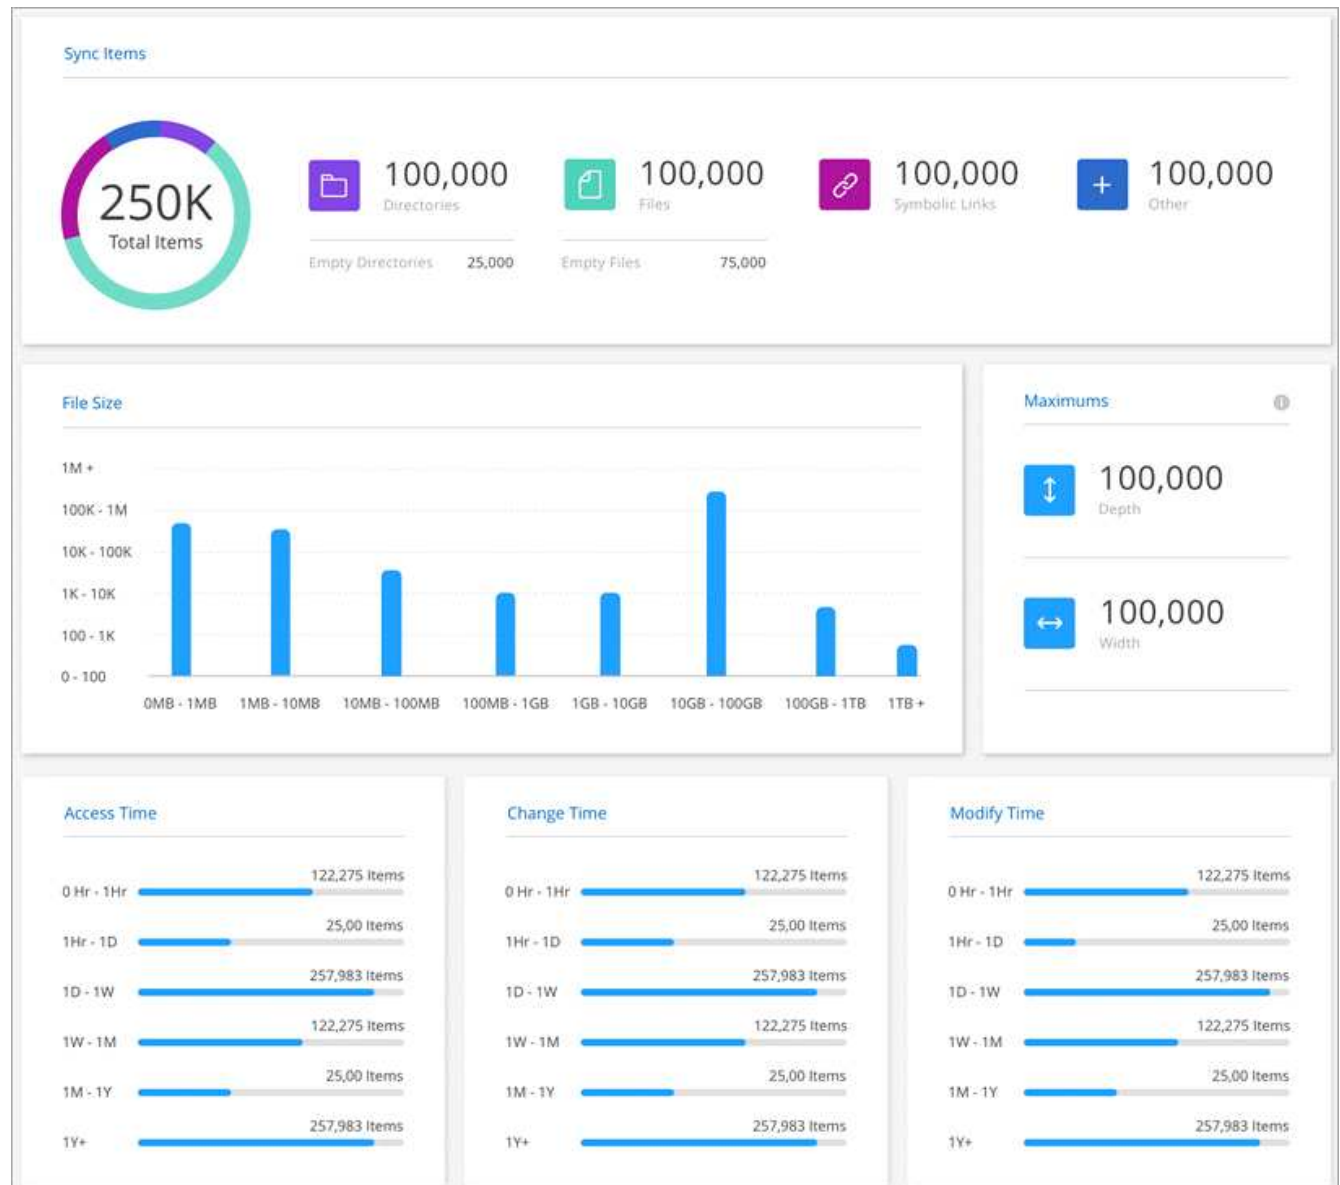 Sync Items
250K
Total Items
100,000
Directories
Empty Directories 25,000
100,000
Files
Empty Files 75,000
100,000
Symbolic Links
100,000
Other
File Size
1M +
100K - 1M
10K - 100K
1K - 10K
100 - 1K
0 - 100
0MB - 1MB 1MB - 10MB 10MB - 100MB 100MB - 1GB 1GB - 10GB 10GB - 100GB 100GB - 1TB 1TB +
Maximums
100,000
Depth
100,000
Width
Access Time
122,275 Items
0 Hr - 1Hr
25,00 Items
1Hr - 1D
257,983 Items
1D - 1W
122,275 Items
1W - 1M
25,00 Items
1M - 1Y
257,983 Items
1Y+
Change Time
122,275 Items
0 Hr - 1Hr
25,00 Items
1Hr - 1D
257,983 Items
1D - 1W
122,275 Items
1W - 1M
25,00 Items
1M - 1Y
257,983 Items
1Y+
Modify Time
122,275 Items
0 Hr - 1Hr
25,00 Items
1Hr - 1D
257,983 Items
1D - 1W
122,275 Items
1W - 1M
25,00 Items
1M - 1Y
257,983 Items
1Y+